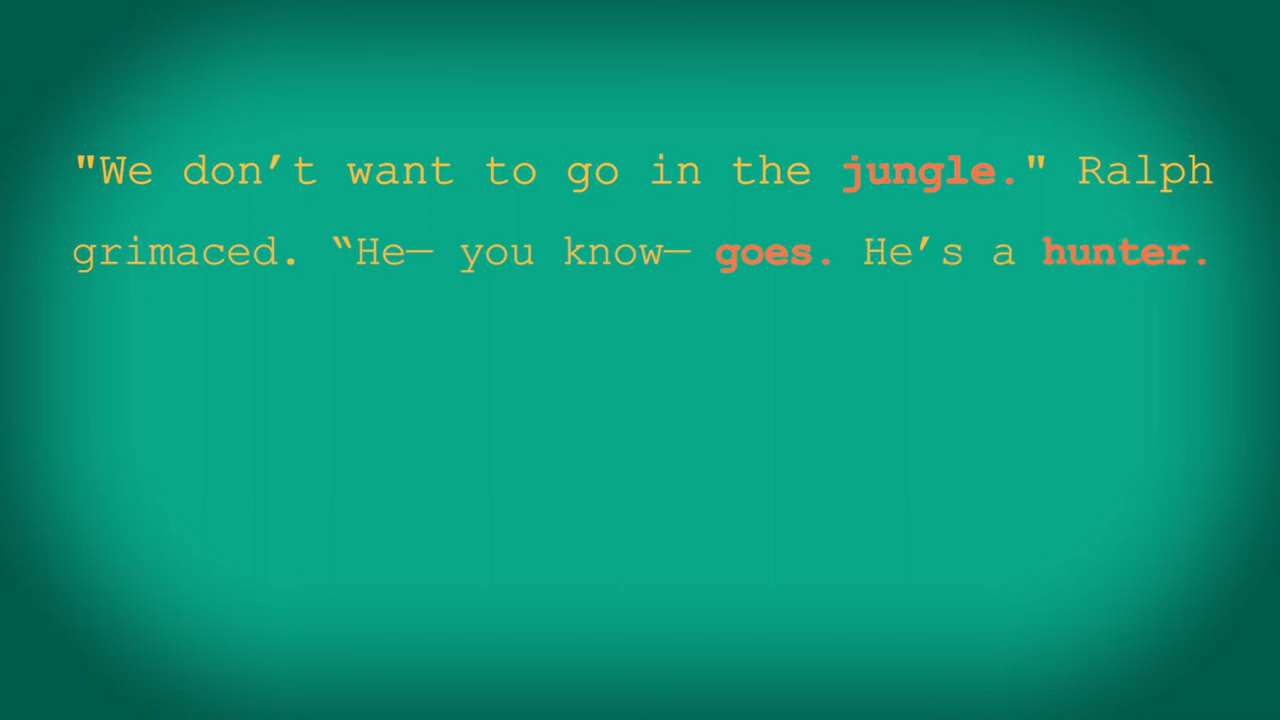 "We don’t want to go in the jungle." Ralph
grimaced. “He— you know— goes. He’s a hunter.